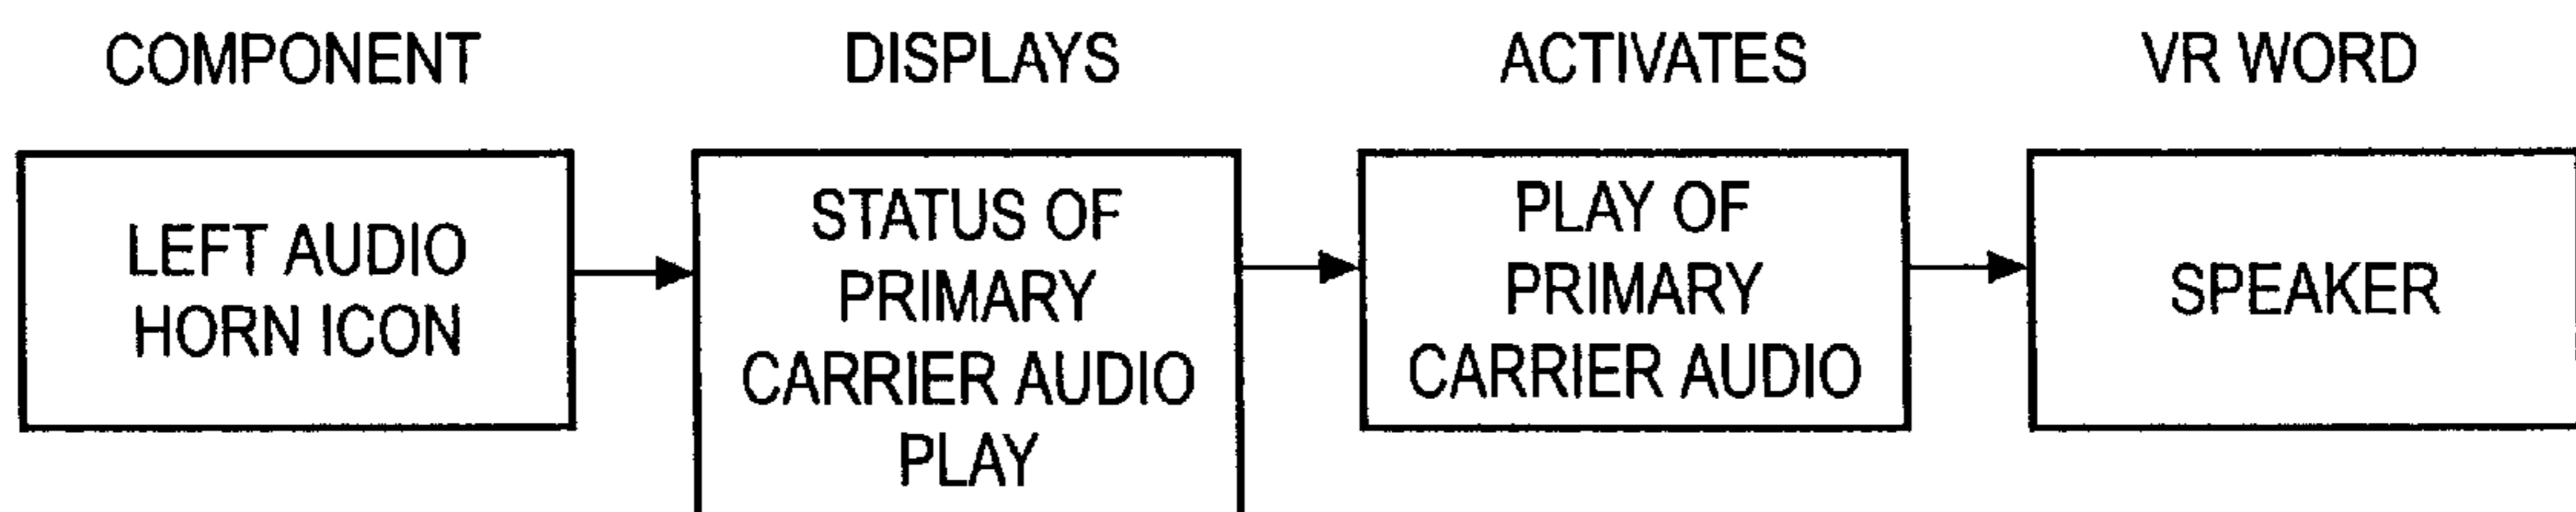 COMPONENT DISPLAYS ACTIVATES VR WORD
LEFT AUDIO
HORN ICON
STATUS OF
PRIMARY
CARRIER AUDIO
PLAY
PLAY OF
PRIMARY
CARRIER AUDIO
SPEAKER